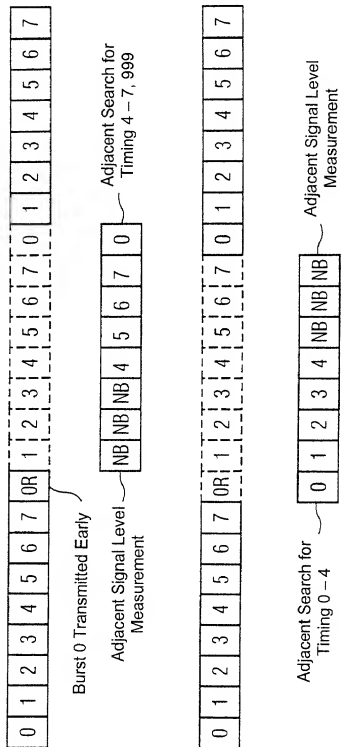 0 1 2 3 4 5 6 7 0R 1 2 3 4 5 6 7 0 1 2 3 4 5 6 7
Burst 0 Transmitted Early
NB NB NB 4 5 6 7 0
Adjacent Signal Level
Measurement
Adjacent Search for
Timing 4 – 7, 999
0 1 2 3 4 5 6 7 0R 1 2 3 4 5 6 7 0 1 2 3 4 5 6 7
0 1 2 3 4 NB NB NB
Adjacent Search for
Timing 0 – 4
Adjacent Signal Level
Measurement